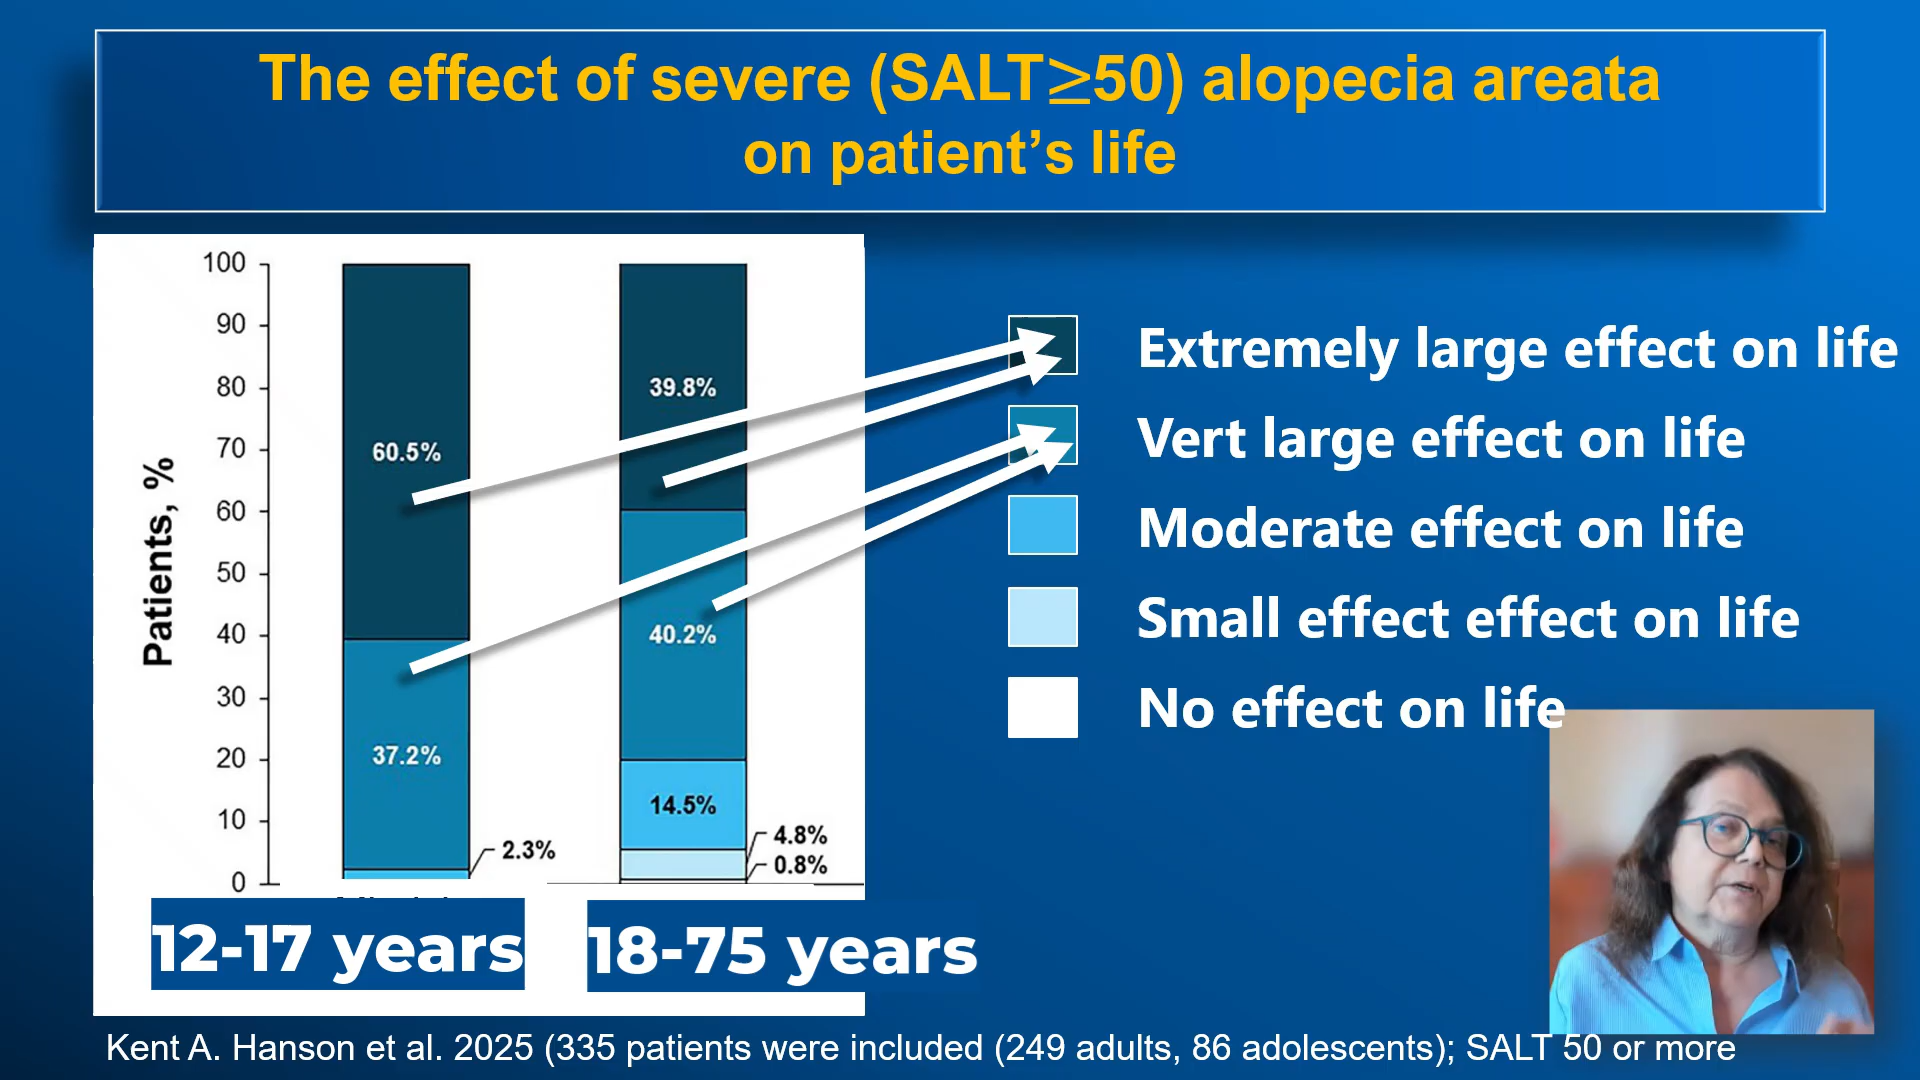 The effect of severe (SALT≥50) alopecia areata
on patient’s life
Patients, %
100
90
80
70
60
50
40
30
20
10
0
60.5%
37.2%
2.3%
39.8%
40.2%
14.5%
4.8%
0.8%
12-17 years
18-75 years
Extremely large effect on life
Vert large effect on life
Moderate effect on life
Small effect effect on life
No effect on life
Kent A. Hanson et al. 2025 (335 patients were included (249 adults, 86 adolescents); SALT 50 or more